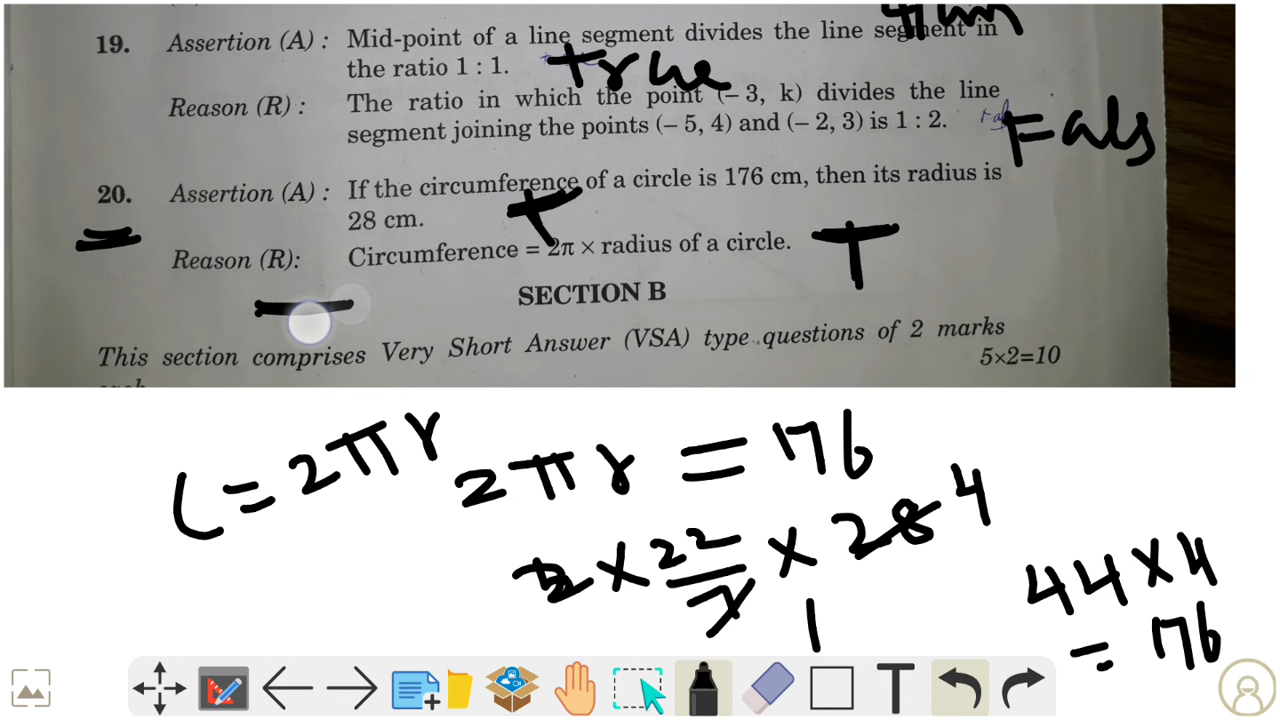 19. Assertion (A) : Mid-point of a line segment divides the line segment in
the ratio 1 : 1. true
Reason (R) : The ratio in which the point (– 3, k) divides the line
segment joining the points (– 5, 4) and (– 2, 3) is 1 : 2. Fals
20. Assertion (A) : If the circumference of a circle is 176 cm, then its radius is
28 cm. T
Reason (R): Circumference = 2π × radius of a circle. T
SECTION B
This section comprises Very Short Answer (VSA) type questions of 2 marks
5×2=10
C = 2πr 2πr = 176
2 × 22/7 × 28 4
1
44 × 4
= 176
T